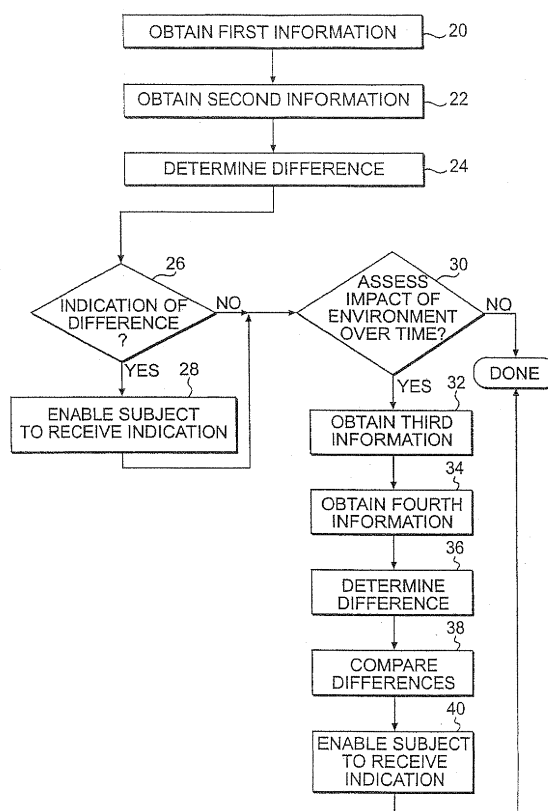 OBTAIN FIRST INFORMATION
20
OBTAIN SECOND INFORMATION
22
DETERMINE DIFFERENCE
24
26
INDICATION OF
DIFFERENCE
?
NO
YES
28
ENABLE SUBJECT
TO RECEIVE INDICATION
30
ASSESS
IMPACT OF
ENVIRONMENT
OVER TIME?
NO
DONE
YES
32
OBTAIN THIRD
INFORMATION
34
OBTAIN FOURTH
INFORMATION
36
DETERMINE
DIFFERENCE
38
COMPARE
DIFFERENCES
40
ENABLE SUBJECT
TO RECEIVE
INDICATION